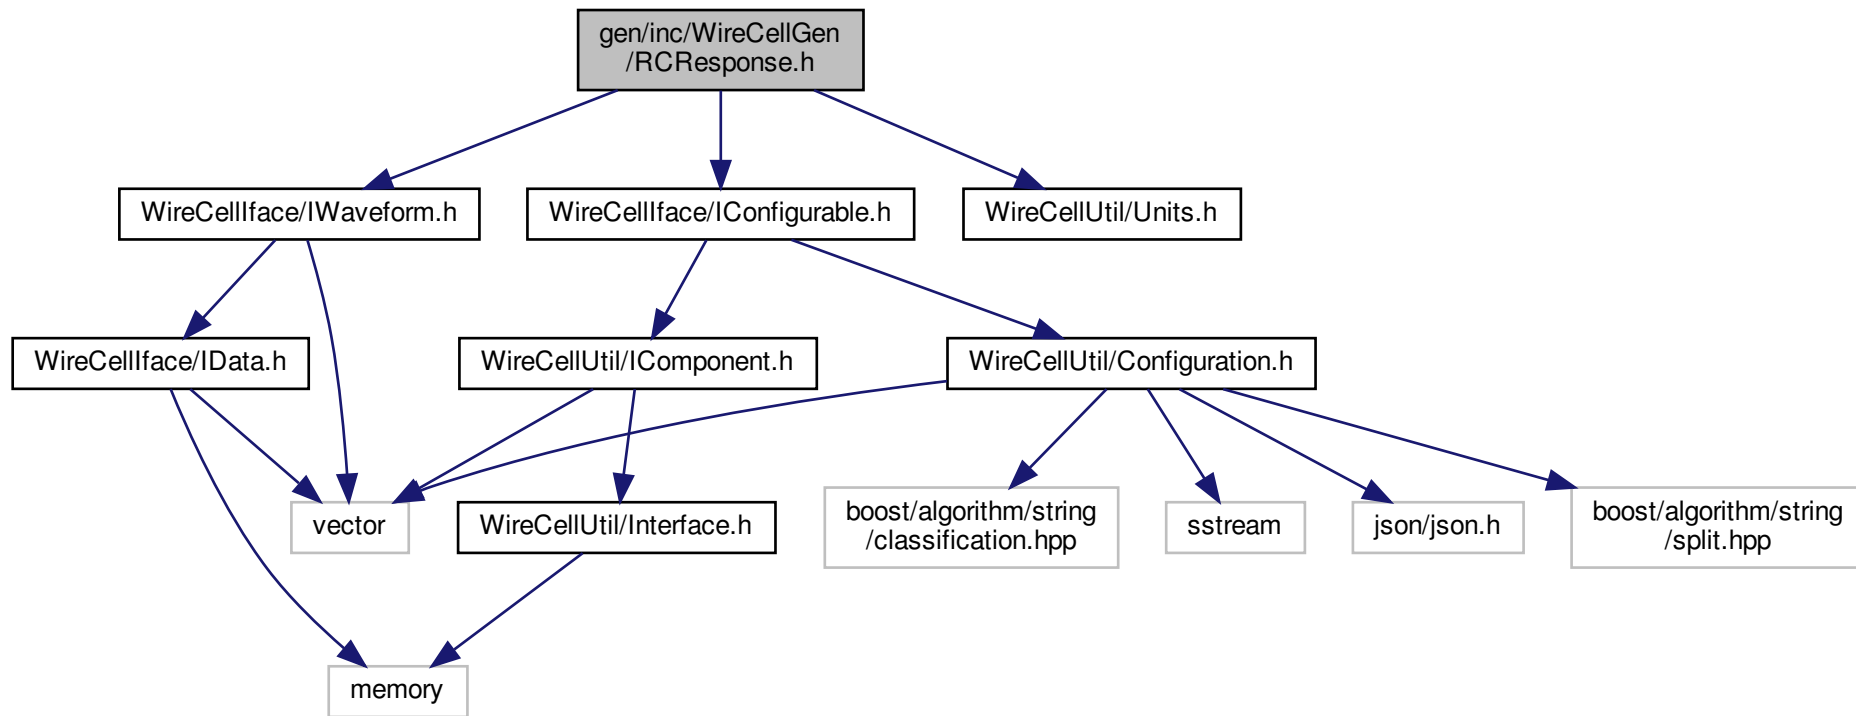 gen/inc/WireCellGen
/RCResponse.h
WireCellIface/IWaveform.h
WireCellIface/IConfigurable.h
WireCellUtil/Units.h
WireCellIface/IData.h
WireCellUtil/IComponent.h
WireCellUtil/Configuration.h
vector
WireCellUtil/Interface.h
boost/algorithm/string
/classification.hpp
sstream
json/json.h
boost/algorithm/string
/split.hpp
memory